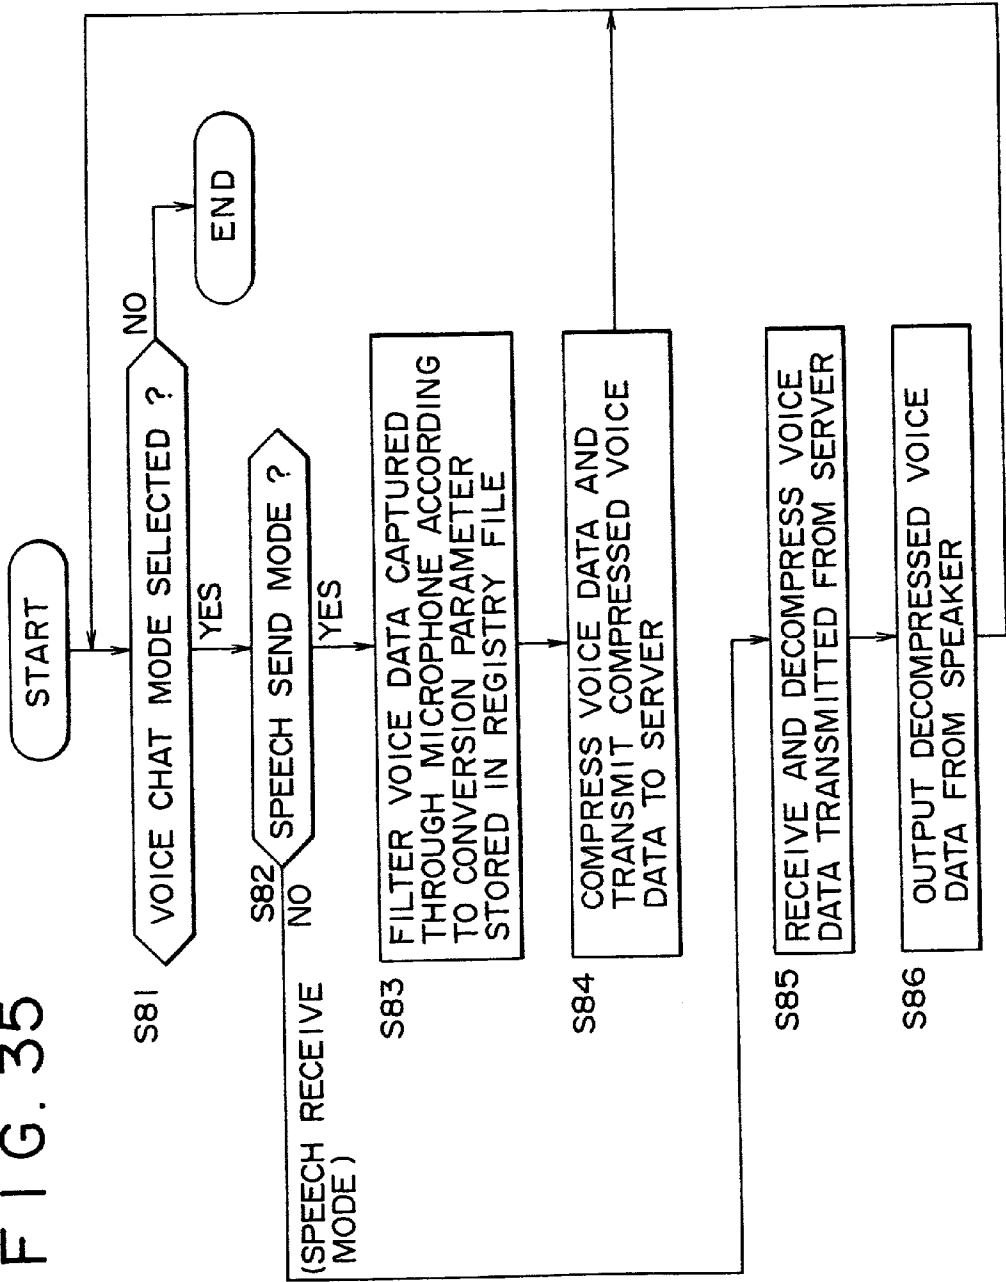 FIG. 35
START
S81
VOICE CHAT MODE SELECTED ?
NO
END
YES
S82
SPEECH SEND MODE ?
NO
YES
(SPEECH RECEIVE
MODE)
S83
FILTER VOICE DATA CAPTURED
THROUGH MICROPHONE ACCORDING
TO CONVERSION PARAMETER
STORED IN REGISTRY FILE
S84
COMPRESS VOICE DATA AND
TRANSMIT COMPRESSED VOICE
DATA TO SERVER
S85
RECEIVE AND DECOMPRESS VOICE
DATA TRANSMITTED FROM SERVER
S86
OUTPUT DECOMPRESSED VOICE
DATA FROM SPEAKER